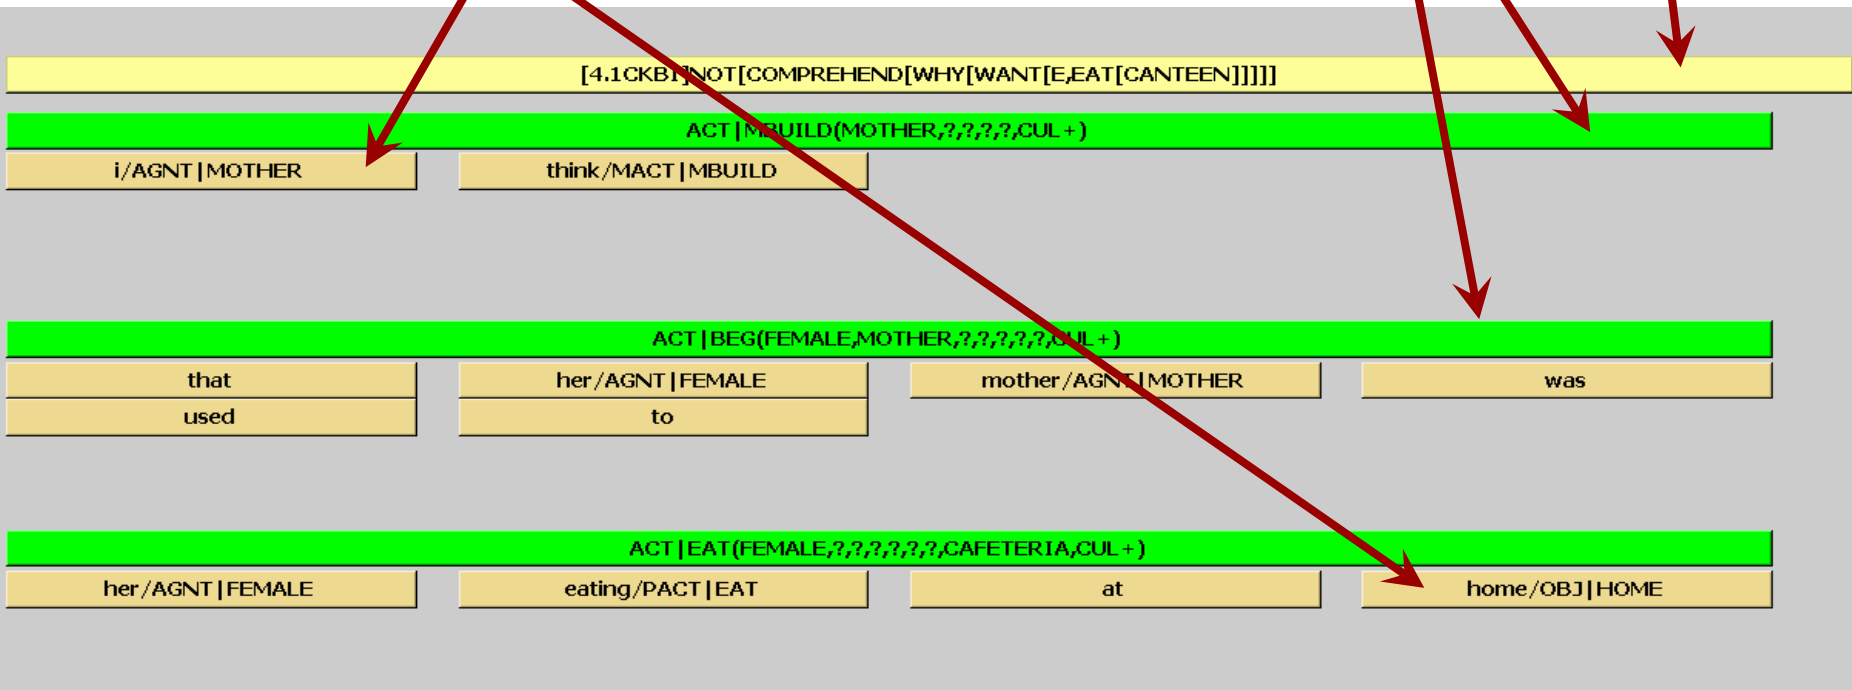 [4.1CKBI]NOT[COMPREHEND[WHY[WANT[E,EAT[CANTEEN]]]]]
ACT|MBUILD(MOTHER,?,?,?,?,CUL+)
i/AGNT|MOTHER think/MACT|MBUILD
ACT|BEG(FEMALE,MOTHER,?,?,?,?,?,CUL+)
that her/AGNT|FEMALE mother/AGNT|MOTHER was
used to
ACT|EAT(FEMALE,?,?,?,?,?,?,CAFETERIA,CUL+)
her/AGNT|FEMALE eating/PACT|EAT at home/OBJ|HOME